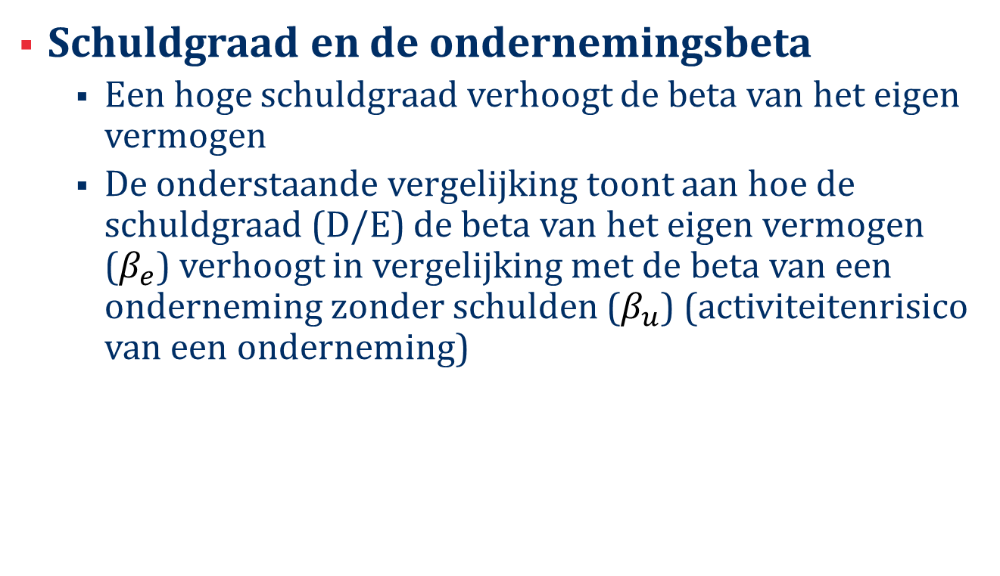 ▪ Schuldgraad en de ondernemingsbeta
▪ Een hoge schuldgraad verhoogt de beta van het eigen
vermogen
▪ De onderstaande vergelijking toont aan hoe de
schuldgraad (D/E) de beta van het eigen vermogen
(βₑ) verhoogt in vergelijking met de beta van een
onderneming zonder schulden (βᵤ) (activiteitenrisico
van een onderneming)